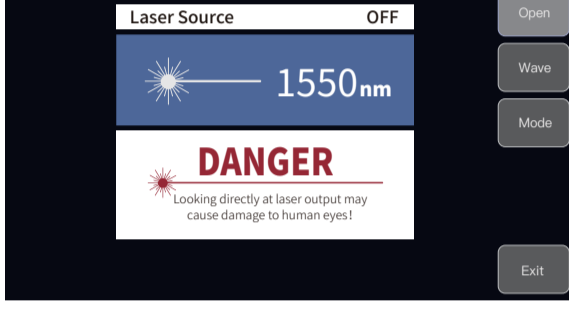 Laser Source OFF
Open
1550nm
Wave
Mode
DANGER
Looking directly at laser output may
cause damage to human eyes!
Exit